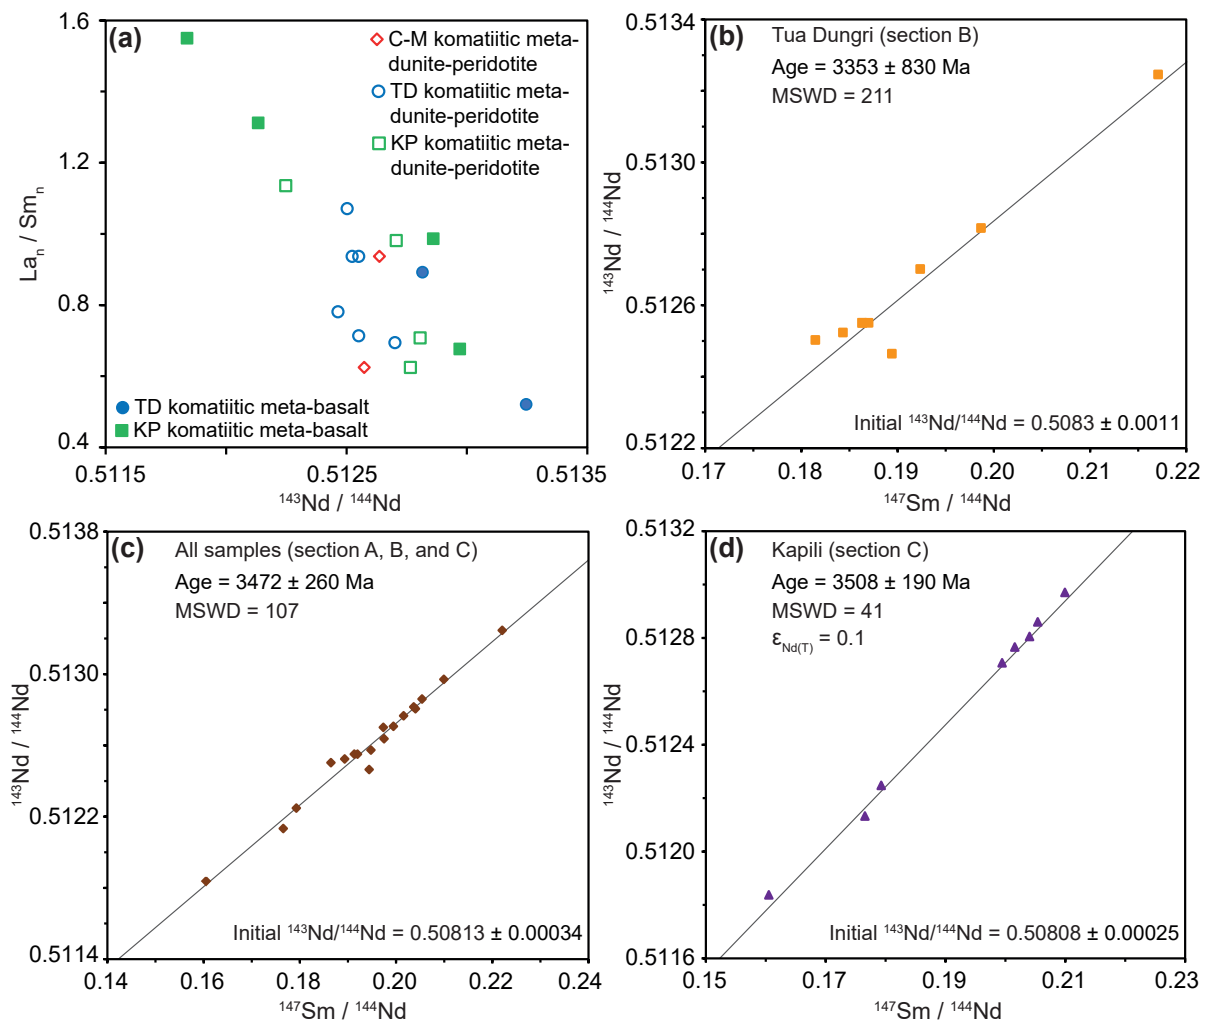 (a)
1.6
1.2
0.8
0.4
Laₙ / Smₙ
C-M komatiitic meta-
dunite-peridotite
TD komatiitic meta-
dunite-peridotite
KP komatiitic meta-
dunite-peridotite
TD komatiitic meta-basalt
KP komatiitic meta-basalt
0.5115 0.5125 0.5135
¹⁴³Nd / ¹⁴⁴Nd
(b)
Tua Dungri (section B)
Age = 3353 ± 830 Ma
MSWD = 211
0.5134
0.5130
0.5126
0.5122
¹⁴³Nd / ¹⁴⁴Nd
Initial ¹⁴³Nd/¹⁴⁴Nd = 0.5083 ± 0.0011
0.17 0.18 0.19 0.20 0.21 0.22
¹⁴⁷Sm / ¹⁴⁴Nd
(c)
All samples (section A, B, and C)
Age = 3472 ± 260 Ma
MSWD = 107
0.5138
0.5130
0.5122
0.5114
¹⁴³Nd / ¹⁴⁴Nd
Initial ¹⁴³Nd/¹⁴⁴Nd = 0.50813 ± 0.00034
0.14 0.16 0.18 0.20 0.22 0.24
¹⁴⁷Sm / ¹⁴⁴Nd
(d)
Kapili (section C)
Age = 3508 ± 190 Ma
MSWD = 41
εNd(T) = 0.1
0.5132
0.5128
0.5124
0.5120
0.5116
¹⁴³Nd / ¹⁴⁴Nd
Initial ¹⁴³Nd/¹⁴⁴Nd = 0.50808 ± 0.00025
0.15 0.17 0.19 0.21 0.23
¹⁴⁷Sm / ¹⁴⁴Nd